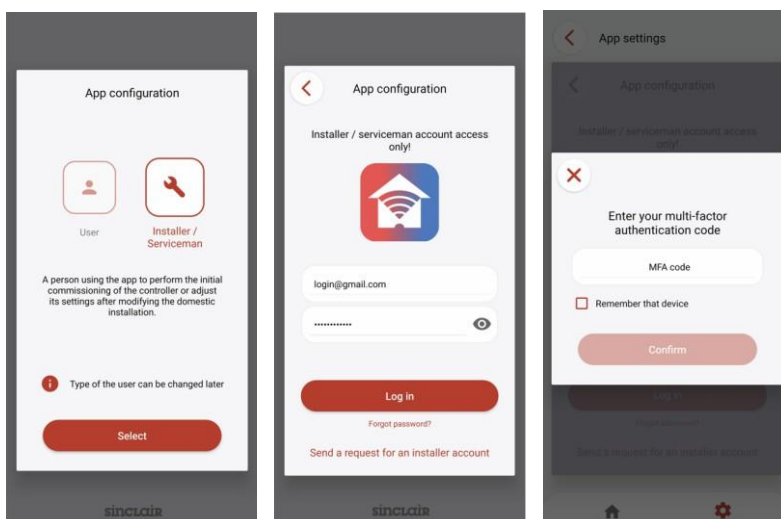 App configuration
User
Installer /
Serviceman
A person using the app to perform the initial
commissioning of the controller or adjust
its settings after modifying the domestic
installation.
Type of the user can be changed later
Select
sinclair
App configuration
Installer / serviceman account access
only!
login@gmail.com
............
Log in
Forgot password?
Send a request for an installer account
sinclair
App settings
App configuration
Installer / serviceman account access
only!
Enter your multi-factor
authentication code
MFA code
Remember that device
Confirm
Log in
Forgot password?
Send a request for an installer account